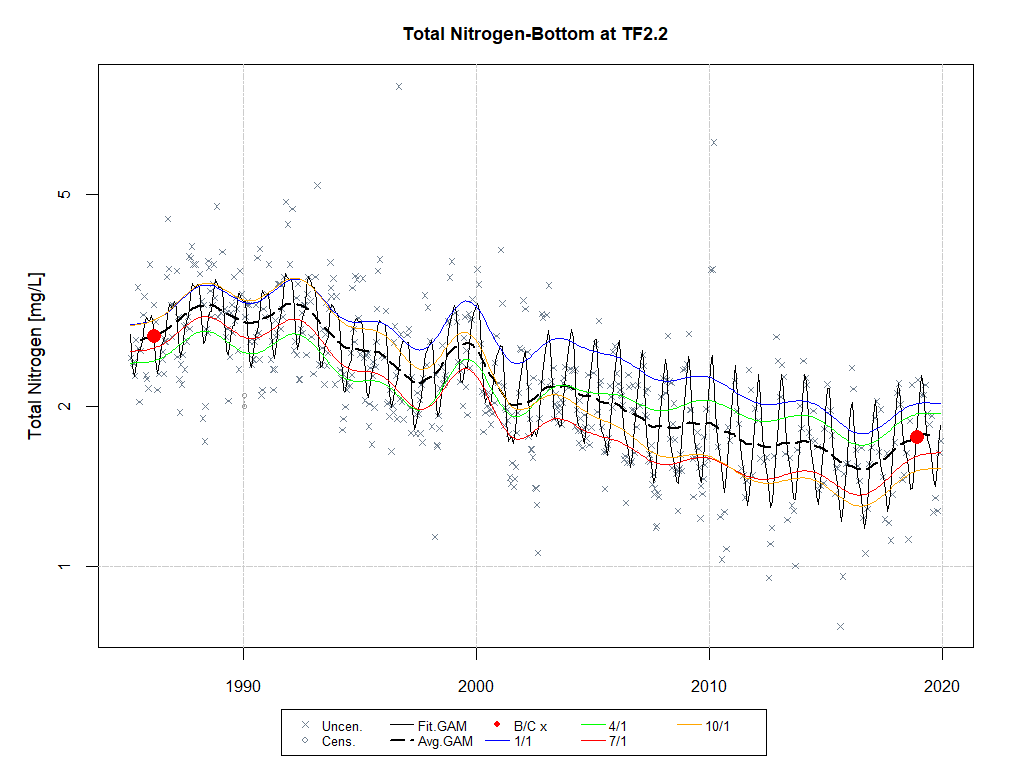 Total Nitrogen-Bottom at TF2.2
Total Nitrogen [mg/L]
5
2
1
1990 2000 2010 2020
Uncen. Fit.GAM B/C x 4/1 10/1
Cens. Avg.GAM 1/1 7/1